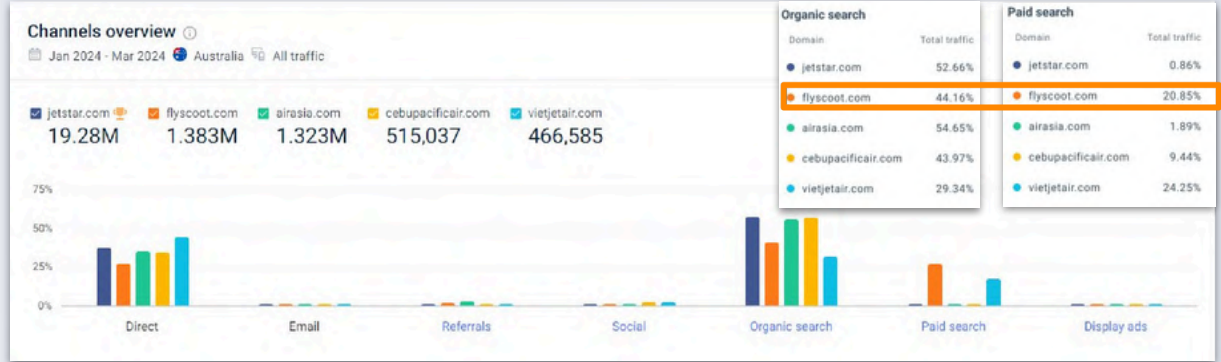 Channels overview
Jan 2024 - Mar 2024 Australia All traffic
jetstar.com flyscoot.com airasia.com cebupacificair.com vietjetair.com
19.28M 1.383M 1.323M 515,037 466,585
Organic search
Domain Total traffic
jetstar.com 52.66%
flyscoot.com 44.16%
airasia.com 54.65%
cebupacificair.com 43.97%
vietjetair.com 29.34%
Paid search
Domain Total traffic
jetstar.com 0.86%
flyscoot.com 20.85%
airasia.com 1.89%
cebupacificair.com 9.44%
vietjetair.com 24.25%
75%
50%
25%
0%
Direct Email Referrals Social Organic search Paid search Display ads